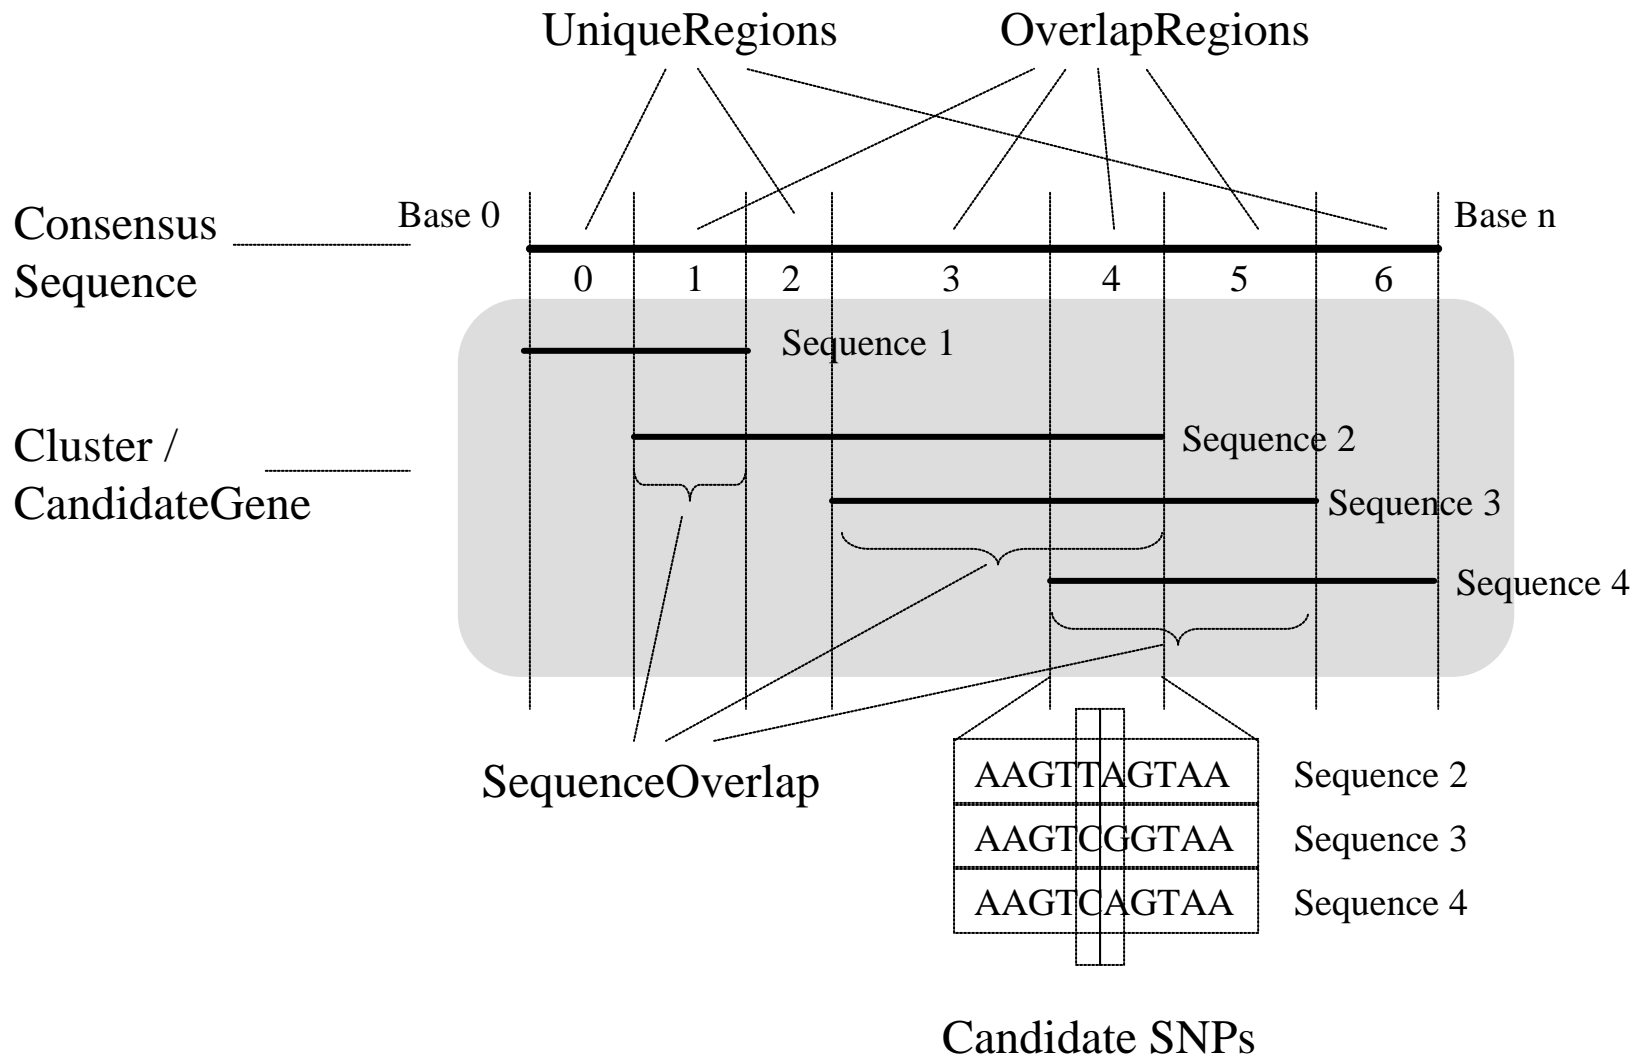 UniqueRegions OverlapRegions
Consensus
Sequence
Base 0
Base n
0 1 2 3 4 5 6
Sequence 1
Cluster /
CandidateGene
Sequence 2
Sequence 3
Sequence 4
SequenceOverlap
AAGTTAGTAA Sequence 2
AAGTCGGTAA Sequence 3
AAGTCAGTAA Sequence 4
Candidate SNPs